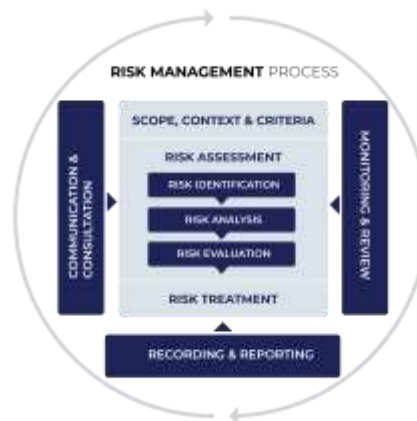 RISK MANAGEMENT PROCESS
SCOPE, CONTEXT & CRITERIA
COMMUNICATION &
CONSULTATION
RISK ASSESSMENT
RISK IDENTIFICATION
RISK ANALYSIS
RISK EVALUATION
MONITORING & REVIEW
RISK TREATMENT
RECORDING & REPORTING